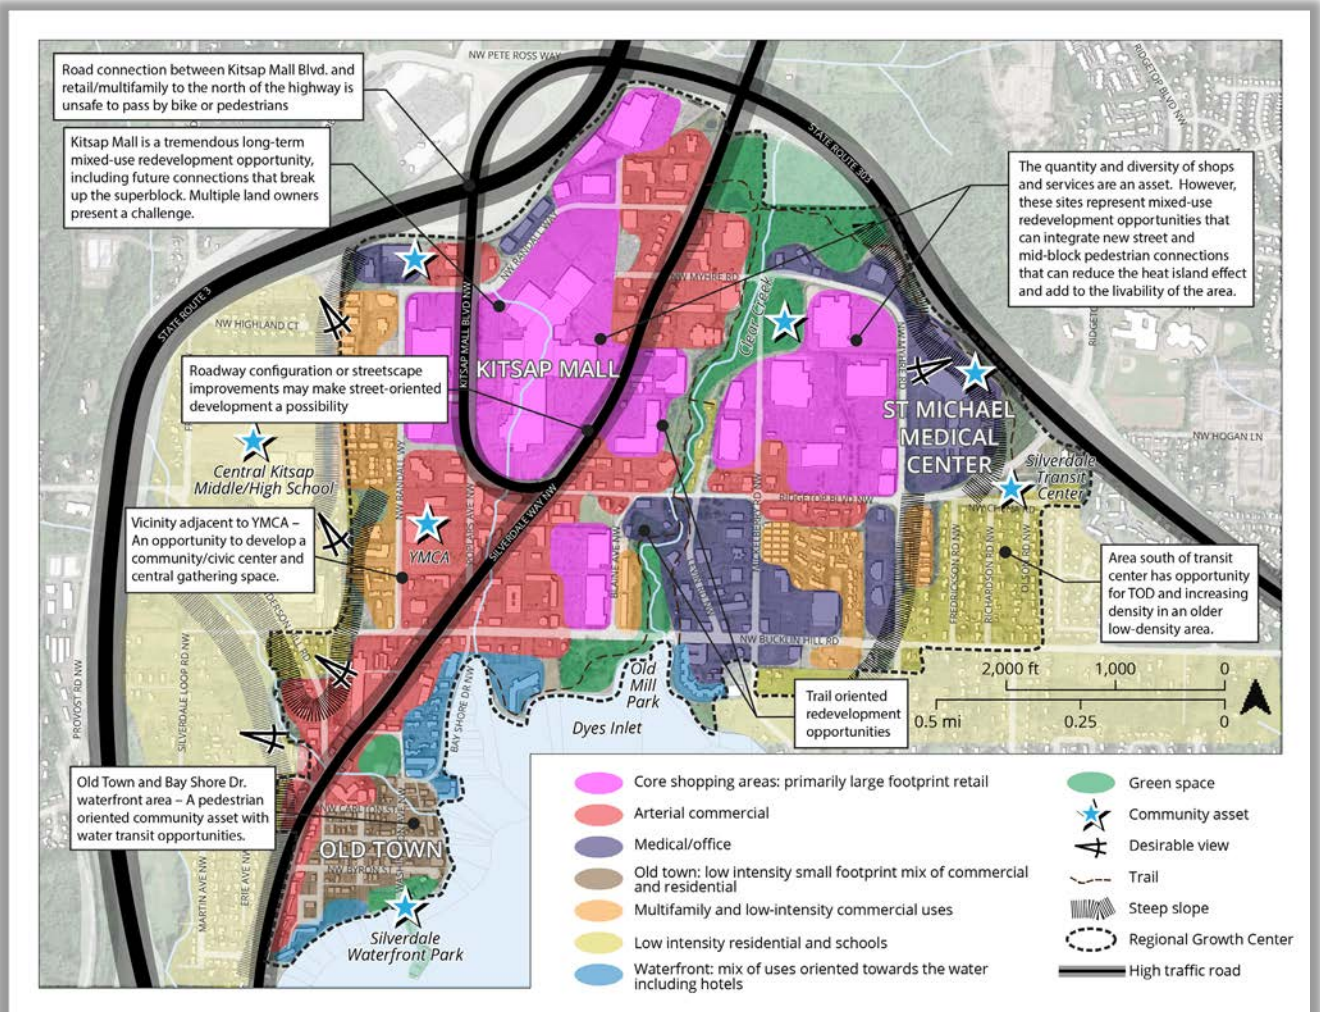 NW PETE ROSS WAY
RIDGETOP BLVD NW
Road connection between Kitsap Mall Blvd. and
retail/multifamily to the north of the highway is
unsafe to pass by bike or pedestrians
Kitsap Mall is a tremendous long-term
mixed-use redevelopment opportunity,
including future connections that break
up the superblock. Multiple land owners
present a challenge.
STATE ROUTE 303
The quantity and diversity of shops
and services are an asset. However,
these sites represent mixed-use
redevelopment opportunities that
can integrate new street and
mid-block pedestrian connections
that can reduce the heat island effect
and add to the livability of the area.
NW RANDALL WAY
NW MYHRE RD
STATE ROUTE 3
NW HIGHLAND CT
KITSAP MALL BLVD NW
Clear Creek
Roadway configuration or streetscape
improvements may make street-oriented
development a possibility
KITSAP MALL
ST MICHAEL
MEDICAL
CENTER
NW HOGAN LN
Central Kitsap
Middle/High School
Silverdale
Transit
Center
NW RANDALL WY
RIDGETOP BLVD NW
Vicinity adjacent to YMCA –
An opportunity to develop a
community/civic center and
central gathering space.
YMCA
SILVERDALE WAY NW
BLAINE AVE NW
MICKELBERRY RD NW
FREDRICKSON RD NW
RICHARDSON RD NW
OLSON RD NW
Area south of transit
center has opportunity
for TOD and increasing
density in an older
low-density area.
NW BUCKLIN HILL RD
PROVOST RD NW
SILVERDALE LOOP RD NW
BAY SHORE DR NW
Old
Mill
Park
Dyes Inlet
Trail oriented
redevelopment
opportunities
2,000 ft 1,000 0
0.5 mi 0.25 0
Old Town and Bay Shore Dr.
waterfront area – A pedestrian
oriented community asset with
water transit opportunities.
NW CARLTON ST
OLD TOWN
NW BYRON ST
MARTIN AVE NW
ERIE AVE NW
Silverdale
Waterfront Park
Core shopping areas: primarily large footprint retail
Arterial commercial
Medical/office
Old town: low intensity small footprint mix of commercial
and residential
Multifamily and low-intensity commercial uses
Low intensity residential and schools
Waterfront: mix of uses oriented towards the water
including hotels
Green space
Community asset
Desirable view
Trail
Steep slope
Regional Growth Center
High traffic road